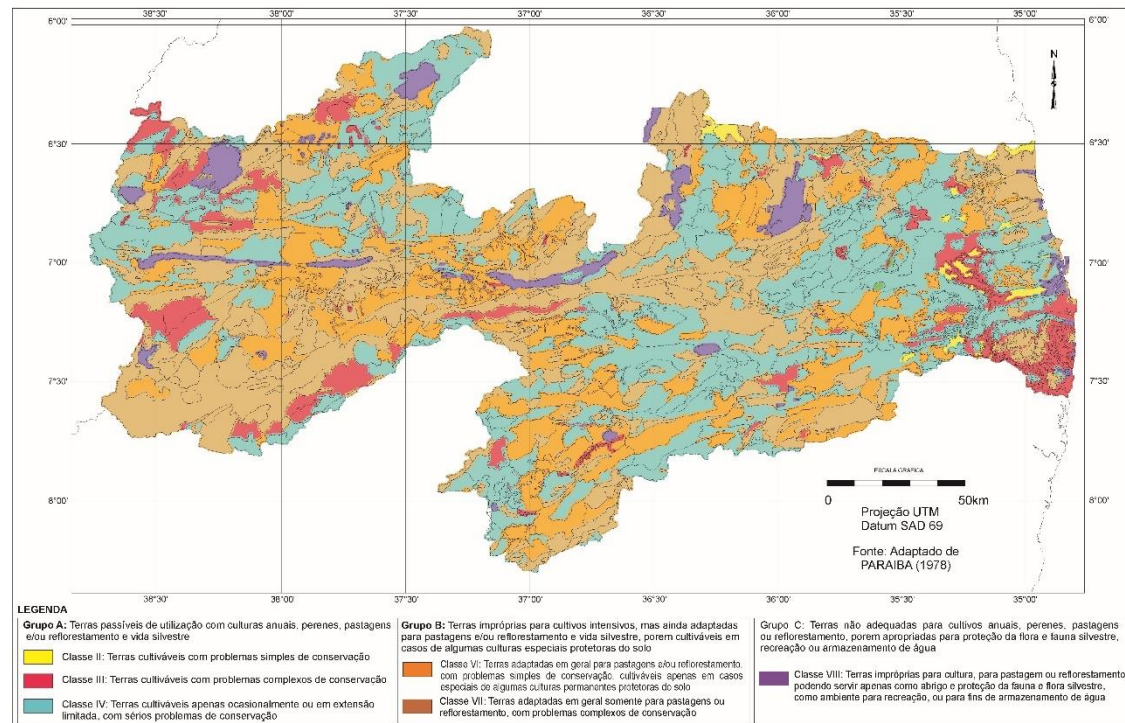 38°30'
38°00'
37°30'
37°00'
36°30'
36°00'
35°30'
35°00'
6°00'
6°00'
N
6°30'
6°30'
7°00'
7°00'
7°30'
7°30'
8°00'
8°00'
ESCALA GRÁFICA
0 50km
Projeção UTM
Datum SAD 69
Fonte: Adaptado de
PARAIBA (1978)
38°30'
38°00'
37°30'
37°00'
36°30'
36°00'
35°30'
35°00'
LEGENDA
Grupo A: Terras passíveis de utilização com culturas anuais, perenes, pastagens
e/ou reflorestamento e vida silvestre
Classe II: Terras cultiváveis com problemas simples de conservação
Classe III: Terras cultiváveis com problemas complexos de conservação
Classe IV: Terras cultiváveis apenas ocasionalmente ou em extensão
limitada, com sérios problemas de conservação
Grupo B: Terras impróprias para cultivos intensivos, mas ainda adaptadas
para pastagens e/ou reflorestamento e vida silvestre, porem cultiváveis em
casos de algumas culturas especiais protetoras do solo
Classe VI: Terras adaptadas em geral para pastagens e/ou reflorestamento,
com problemas simples de conservação, cultiváveis apenas em casos
especiais de algumas culturas permanentes protetoras do solo
Classe VII: Terras adaptadas em geral somente para pastagens ou
reflorestamento, com problemas complexos de conservação
Grupo C: Terras não adequadas para cultivos anuais, perenes, pastagens
ou reflorestamento, porem apropriadas para proteção da flora e fauna silvestre,
recreação ou armazenamento de água
Classe VIII: Terras impróprias para cultura, para pastagem ou reflorestamento
podendo servir apenas como abrigo e proteção da fauna e flora silvestre,
como ambiente para recreação, ou para fins de armazenamento de água